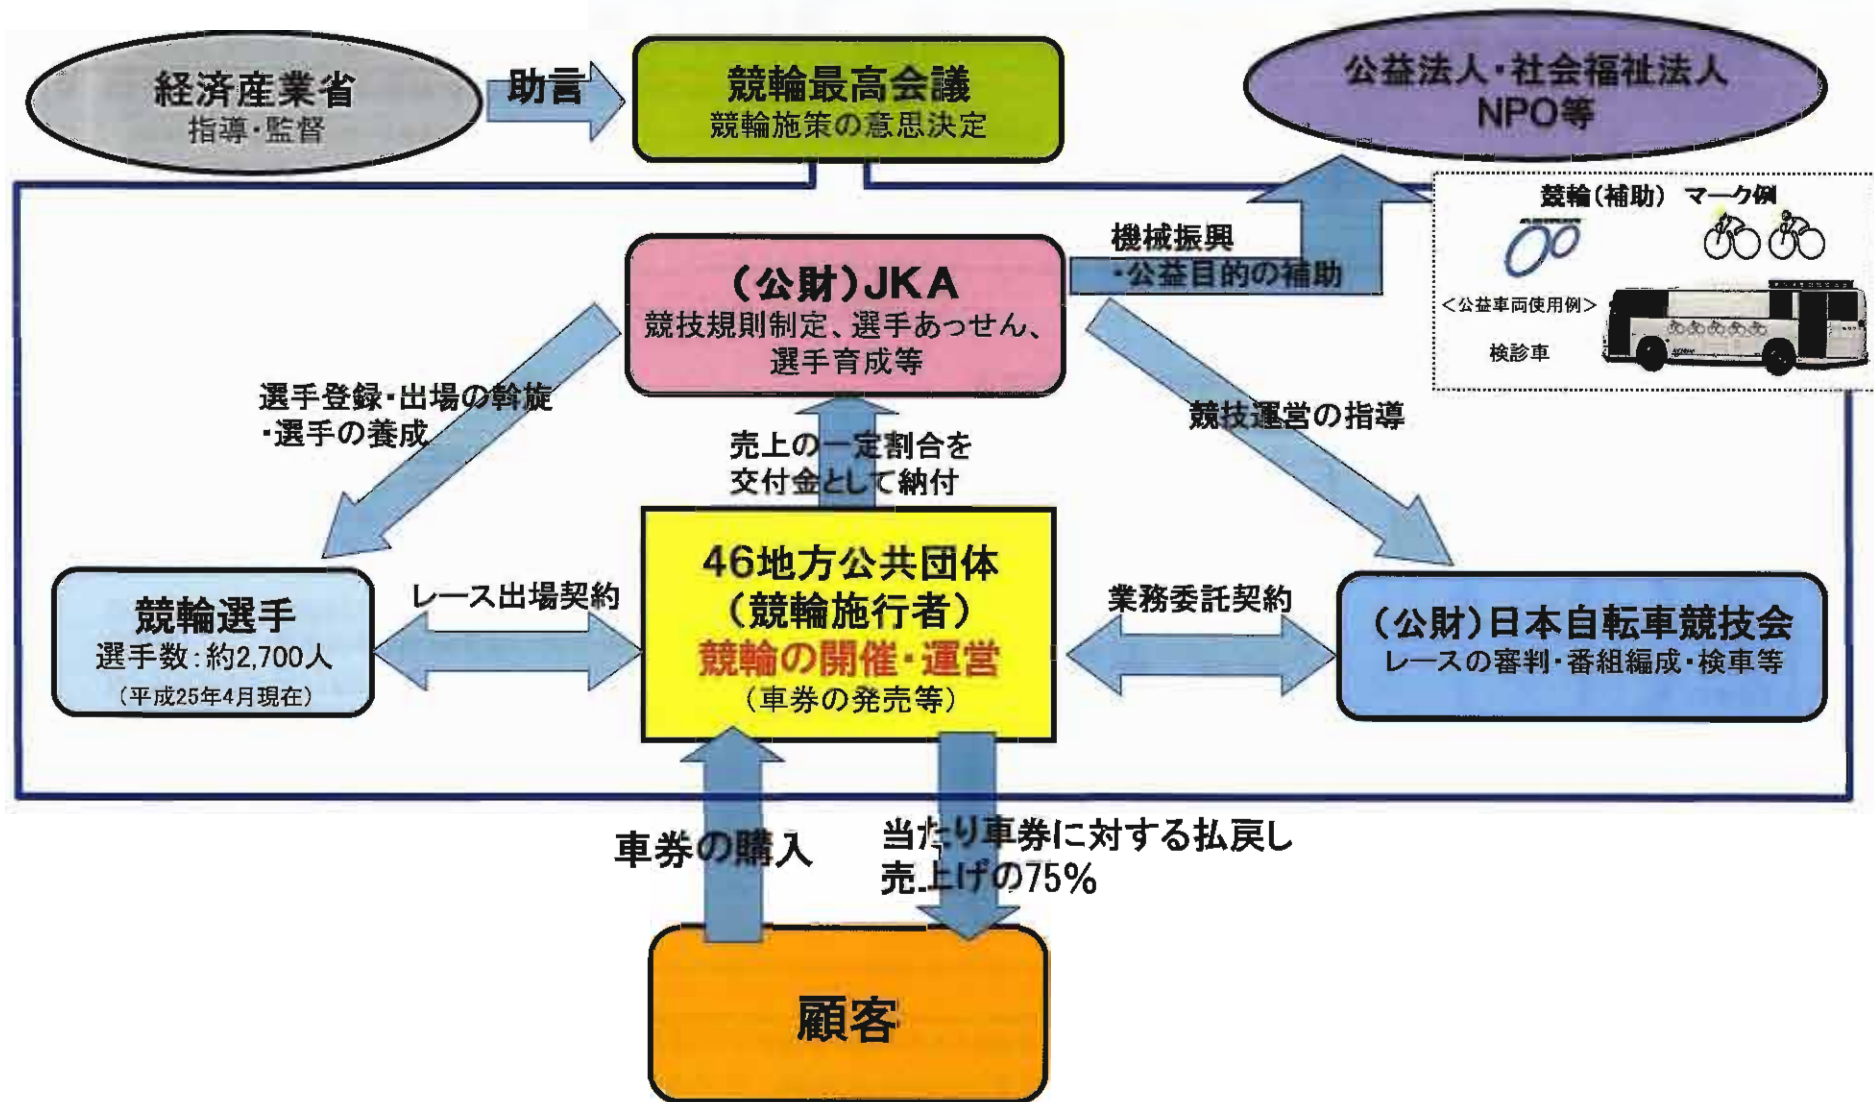 経済産業省
指導・監督
助言
競輪最高会議
競輪施策の意思決定
公益法人・社会福祉法人
NPO等
競輪(補助) マーク例
<公益車両使用例>
検診車
(公財)JKA
競技規則制定、選手あっせん、
選手育成等
機械振興
・公益目的の補助
選手登録・出場の斡旋
・選手の養成
競技運営の指導
売上の一定割合を
交付金として納付
競輪選手
選手数:約2,700人
(平成25年4月現在)
レース出場契約
46地方公共団体
(競輪施行者)
競輪の開催・運営
(車券の発売等)
業務委託契約
(公財)日本自転車競技会
レースの審判・番組編成・検車等
車券の購入
当たり車券に対する払戻し
売上げの75%
顧客